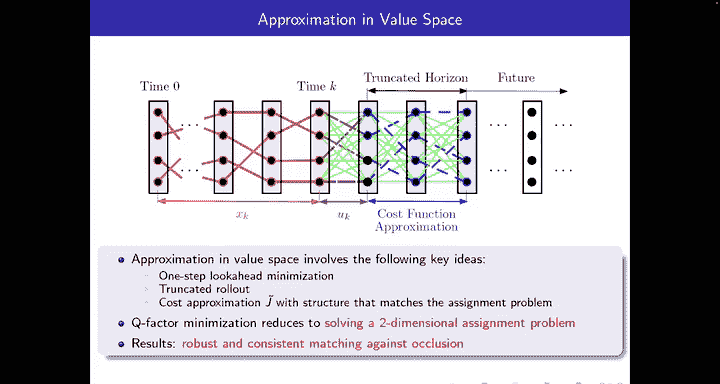 Approximation in Value Space
Truncated Horizon Future
Time 0 Time k
... ... ...
... ... ...
x_k u_k Cost Function
Approximation
Approximation in value space involves the following key ideas:
One-step lookahead minimization
Truncated rollout
Cost approximation J̃ with structure that matches the assignment problem
Q-factor minimization reduces to solving a 2-dimensional assignment problem
Results: robust and consistent matching against occlusion